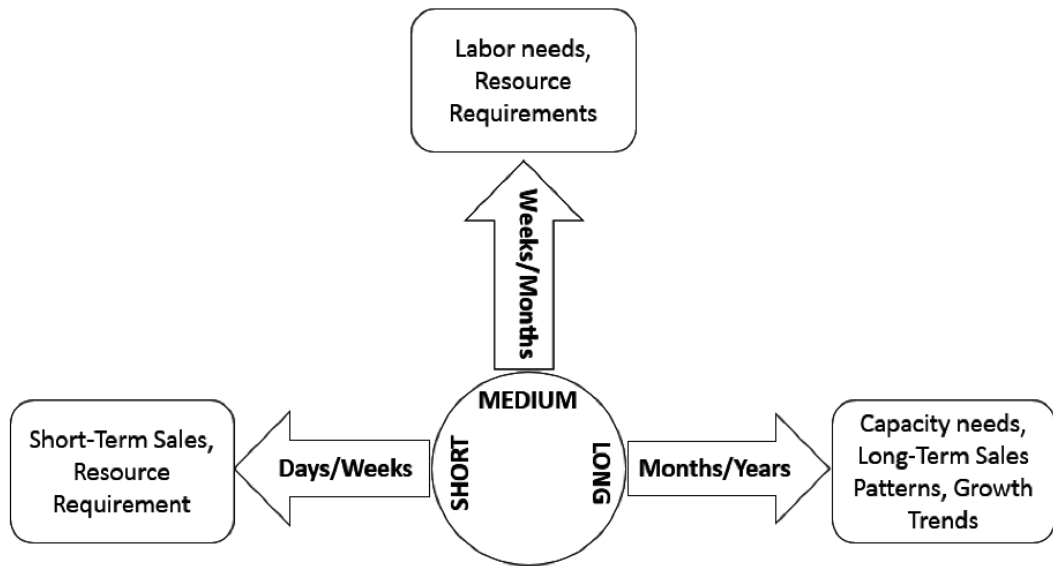 Labor needs,
Resource
Requirements
Weeks/Months
MEDIUM
SHORT
LONG
Days/Weeks
Months/Years
Short-Term Sales,
Resource
Requirement
Capacity needs,
Long-Term Sales
Patterns, Growth
Trends